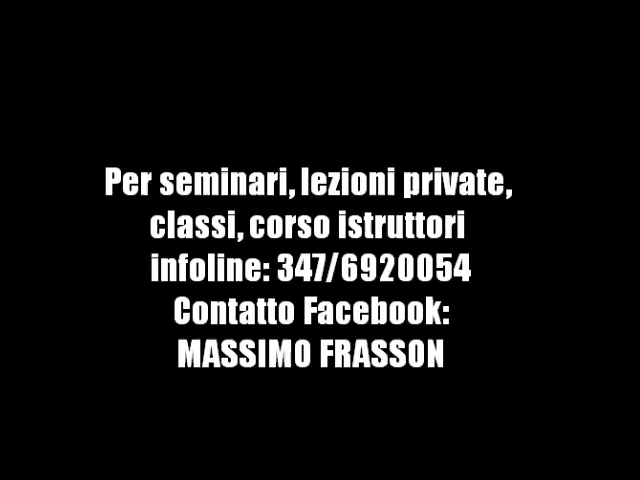 Per seminari, lezioni private,
classi, corso istruttori
infoline: 347/6920054
Contatto Facebook:
MASSIMO FRASSON